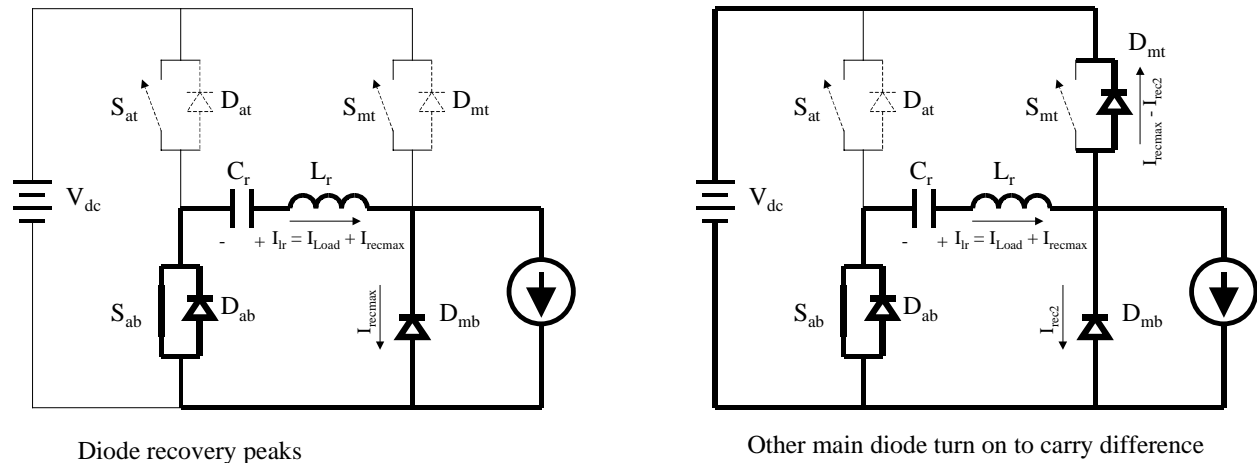 S_at
D_at
S_mt
D_mt
V_dc
C_r
L_r
- + I_lr = I_Load + I_recmax
S_ab
D_ab
I_recmax
D_mb
Diode recovery peaks
S_at
D_at
S_mt
D_mt
I_recmax - I_rec2
V_dc
C_r
L_r
- + I_lr = I_Load + I_recmax
S_ab
D_ab
I_rec2
D_mb
Other main diode turn on to carry difference